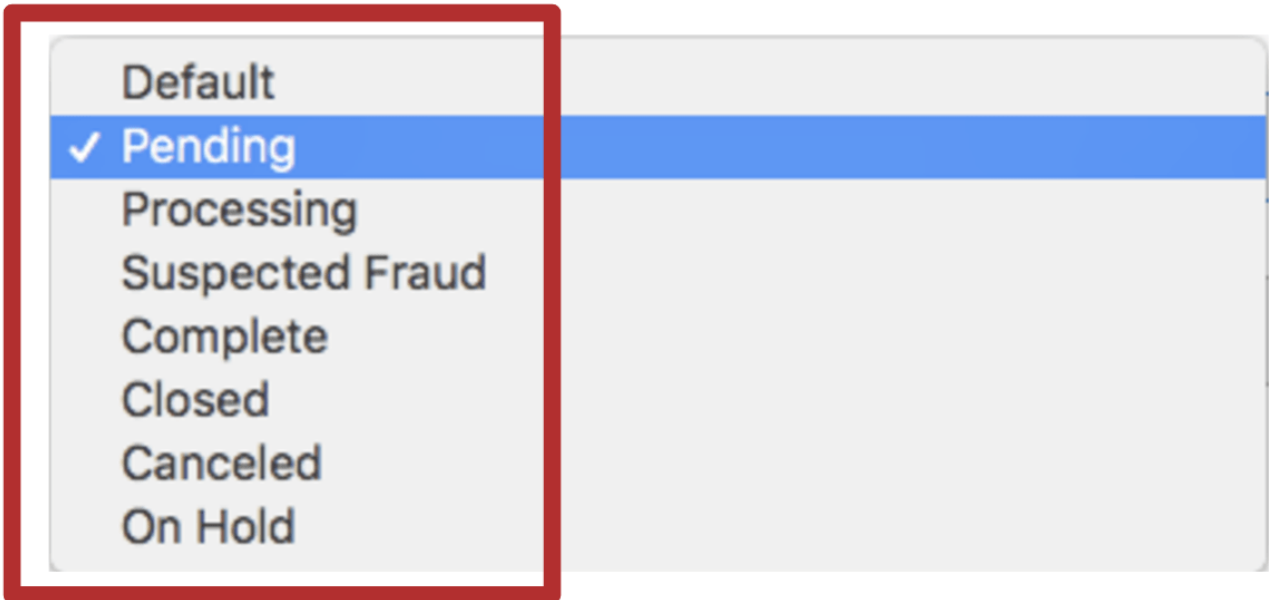 Default
✓ Pending
Processing
Suspected Fraud
Complete
Closed
Canceled
On Hold